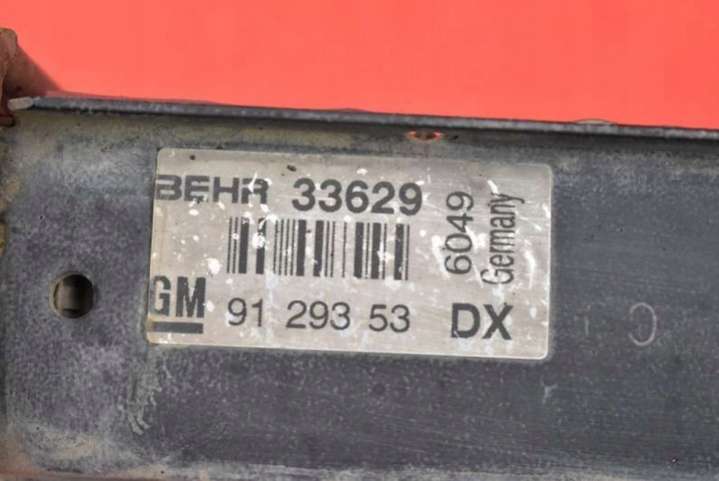 BEHR 33629
6049
Germany
GM 91 293 53 DX